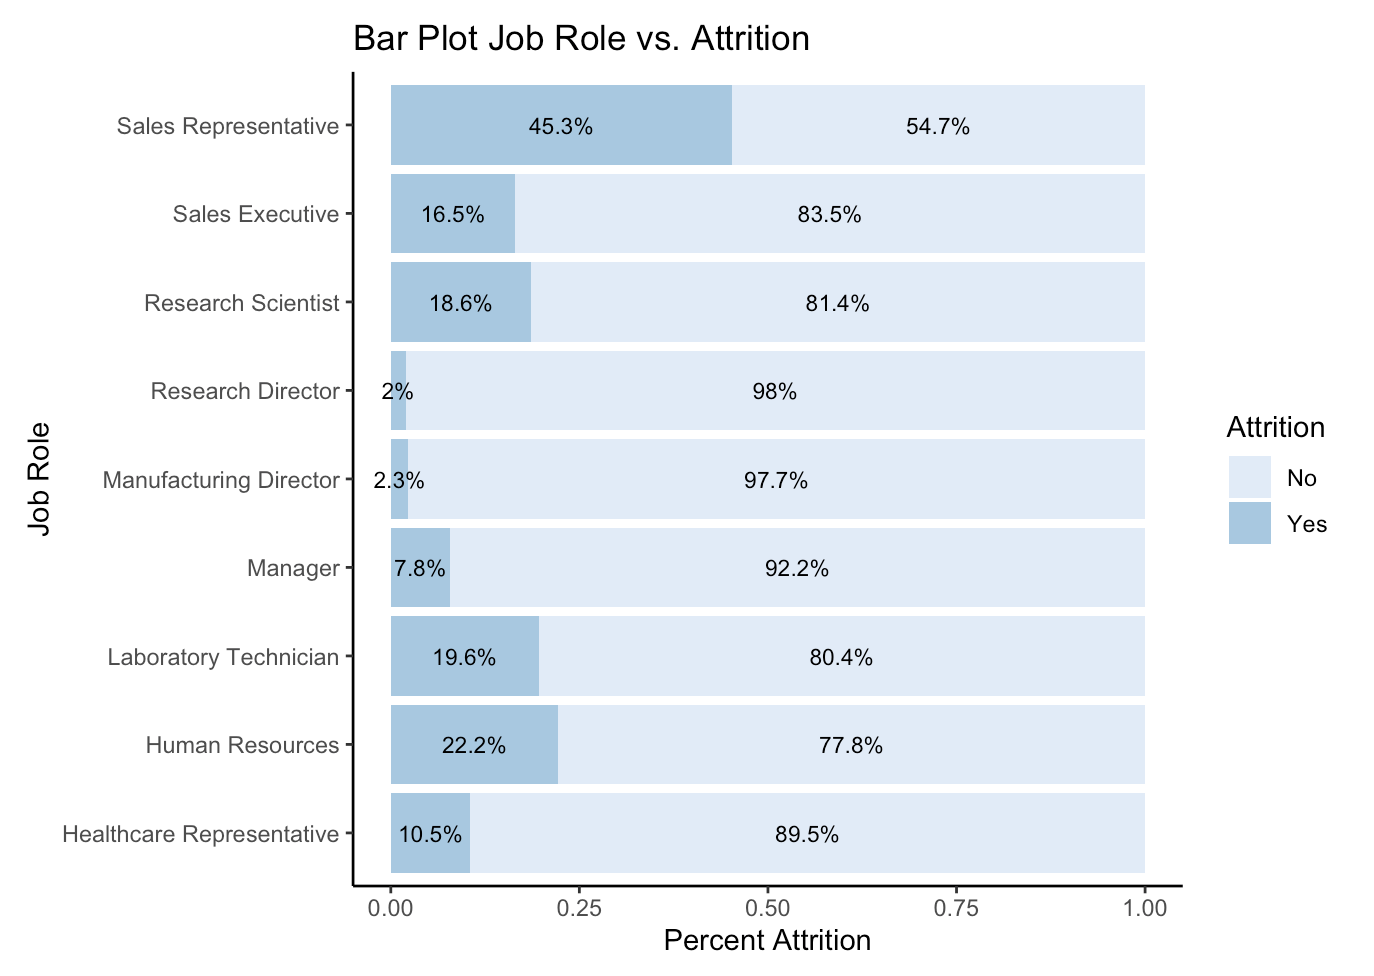 Bar Plot Job Role vs. Attrition
Job Role
Sales Representative 45.3% 54.7%
Sales Executive 16.5% 83.5%
Research Scientist 18.6% 81.4%
Research Director 2% 98%
Manufacturing Director 2.3% 97.7%
Manager 7.8% 92.2%
Laboratory Technician 19.6% 80.4%
Human Resources 22.2% 77.8%
Healthcare Representative 10.5% 89.5%
0.00 0.25 0.50 0.75 1.00
Percent Attrition
Attrition
No
Yes